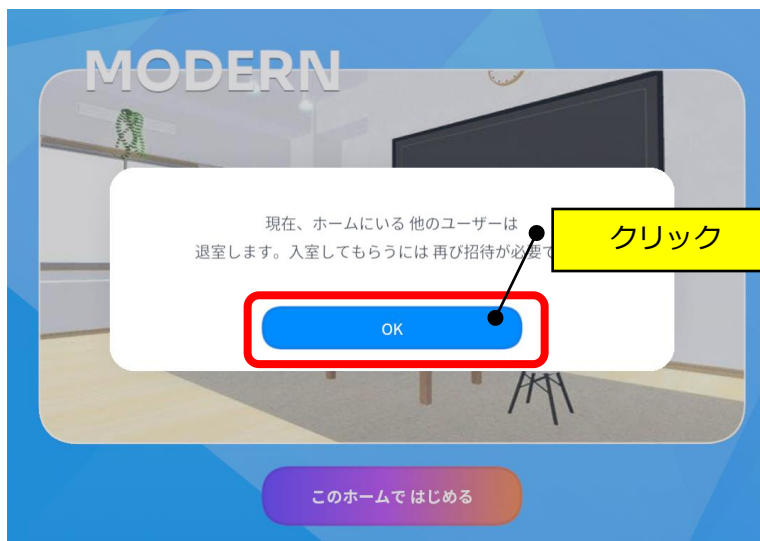 MODERN
現在、ホームにいる 他のユーザーは
退室します。入室してもらうには 再び招待が必要で
クリック
OK
このホームで はじめる